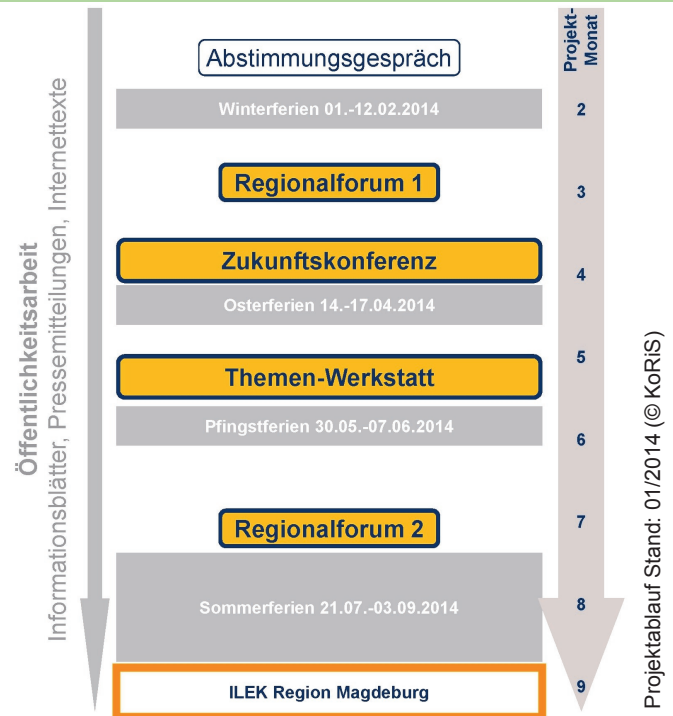 Öffentlichkeitsarbeit
Informationsblätter, Pressemitteilungen, Internettexte
Abstimmungsgespräch
Winterferien 01.-12.02.2014
Regionalforum 1
Zukunftskonferenz
Osterferien 14.-17.04.2014
Themen-Werkstatt
Pfingstferien 30.05.-07.06.2014
Regionalforum 2
Sommerferien 21.07.-03.09.2014
ILEK Region Magdeburg
Projekt-
Monat
2
3
4
5
6
7
8
9
Projektablauf Stand: 01/2014 (© KoRiS)